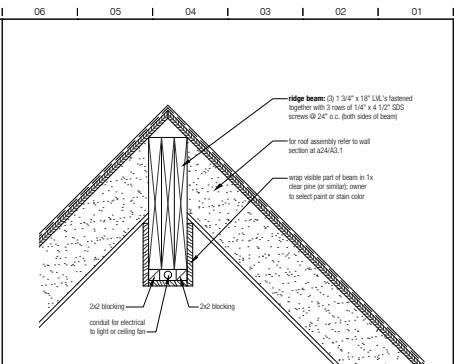 06 05 04 03 02 01
ridge beam: (3) 1 3/4" x 18" LVL's fastened
together with 3 rows of 1/4" x 4 1/2" SDS
screws @ 24" o.c. (both sides of beam)
for roof assembly refer to wall
section at a24/A3.1
wrap visible part of beam in 1x
clear pine (or similar); owner
to select paint or stain color
2x2 blocking
2x2 blocking
conduit for electrical
to light or ceiling fan